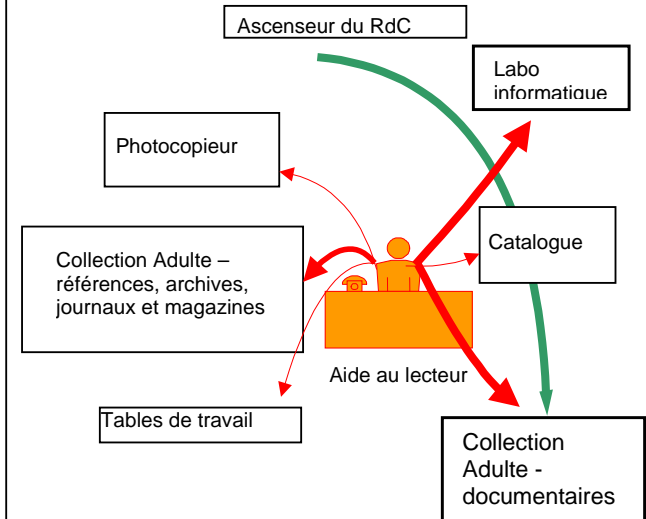 Ascenseur du RdC
Labo
informatique
Photocopieur
Catalogue
Collection Adulte –
références, archives,
journaux et magazines
Aide au lecteur
Tables de travail
Collection
Adulte -
documentaires